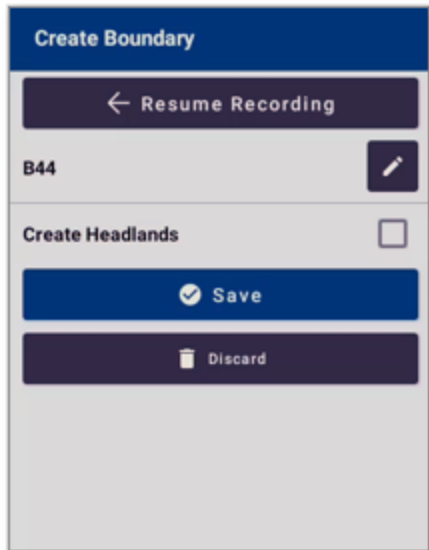 Create Boundary
Resume Recording
B44
Create Headlands
Save
Discard